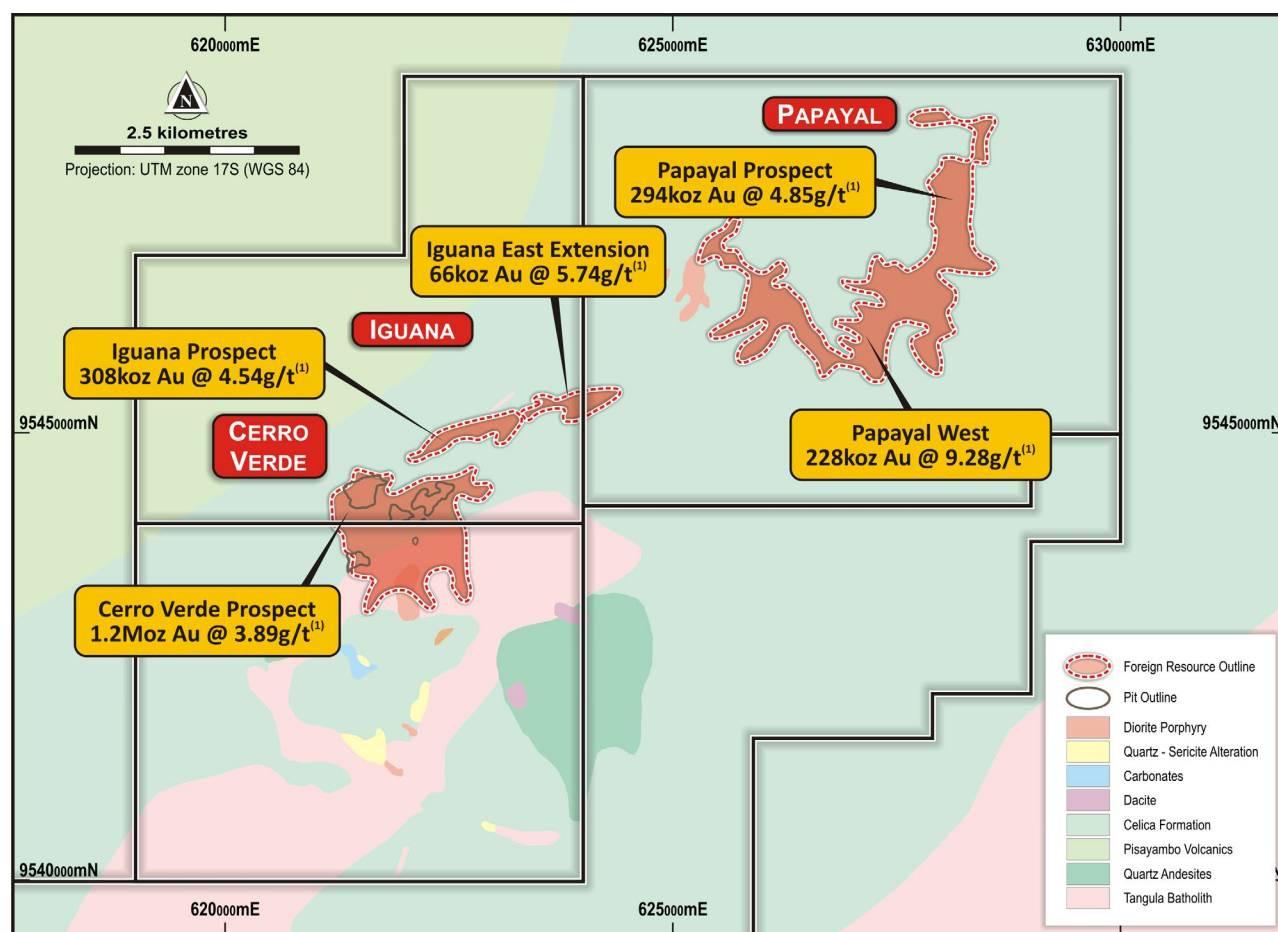 620000mE
625000mE
630000mE
N
2.5 kilometres
Projection: UTM zone 17S (WGS 84)
PAPAYAL
Papayal Prospect
294koz Au @ 4.85g/t(1)
Iguana East Extension
66koz Au @ 5.74g/t(1)
IGUANA
Iguana Prospect
308koz Au @ 4.54g/t(1)
9545000mN
9545000mN
CERRO
VERDE
Papayal West
228koz Au @ 9.28g/t(1)
Cerro Verde Prospect
1.2Moz Au @ 3.89g/t(1)
Foreign Resource Outline
Pit Outline
Diorite Porphyry
Quartz - Sericite Alteration
Carbonates
Dacite
Celica Formation
Pisayambo Volcanics
Quartz Andesites
Tangula Batholith
9540000mN
620000mE
625000mE